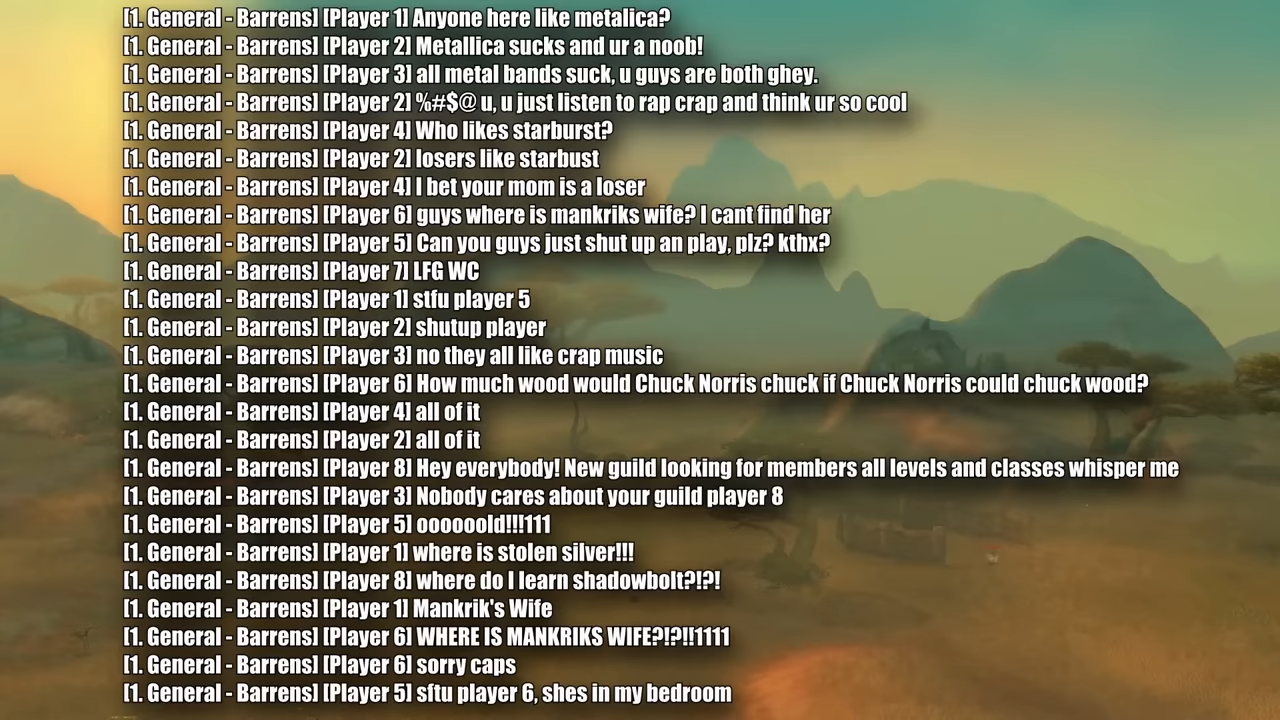 [1. General - Barrens] [Player 1] Anyone here like metalica?
[1. General - Barrens] [Player 2] Metallica sucks and ur a noob!
[1. General - Barrens] [Player 3] all metal bands suck, u guys are both ghey.
[1. General - Barrens] [Player 2] %#$@ u, u just listen to rap crap and think ur so cool
[1. General - Barrens] [Player 4] Who likes starburst?
[1. General - Barrens] [Player 2] losers like starbust
[1. General - Barrens] [Player 4] I bet your mom is a loser
[1. General - Barrens] [Player 6] guys where is mankriks wife? I cant find her
[1. General - Barrens] [Player 5] Can you guys just shut up an play, plz? kthx?
[1. General - Barrens] [Player 7] LFG WC
[1. General - Barrens] [Player 1] stfu player 5
[1. General - Barrens] [Player 2] shutup player
[1. General - Barrens] [Player 3] no they all like crap music
[1. General - Barrens] [Player 6] How much wood would Chuck Norris chuck if Chuck Norris could chuck wood?
[1. General - Barrens] [Player 4] all of it
[1. General - Barrens] [Player 2] all of it
[1. General - Barrens] [Player 8] Hey everybody! New guild looking for members all levels and classes whisper me
[1. General - Barrens] [Player 3] Nobody cares about your guild player 8
[1. General - Barrens] [Player 5] oooooold!!!111
[1. General - Barrens] [Player 1] where is stolen silver!!!
[1. General - Barrens] [Player 8] where do I learn shadowbolt?!?!
[1. General - Barrens] [Player 1] Mankrik's Wife
[1. General - Barrens] [Player 6] WHERE IS MANKRIKS WIFE?!?!!1111
[1. General - Barrens] [Player 6] sorry caps
[1. General - Barrens] [Player 5] sftu player 6, shes in my bedroom